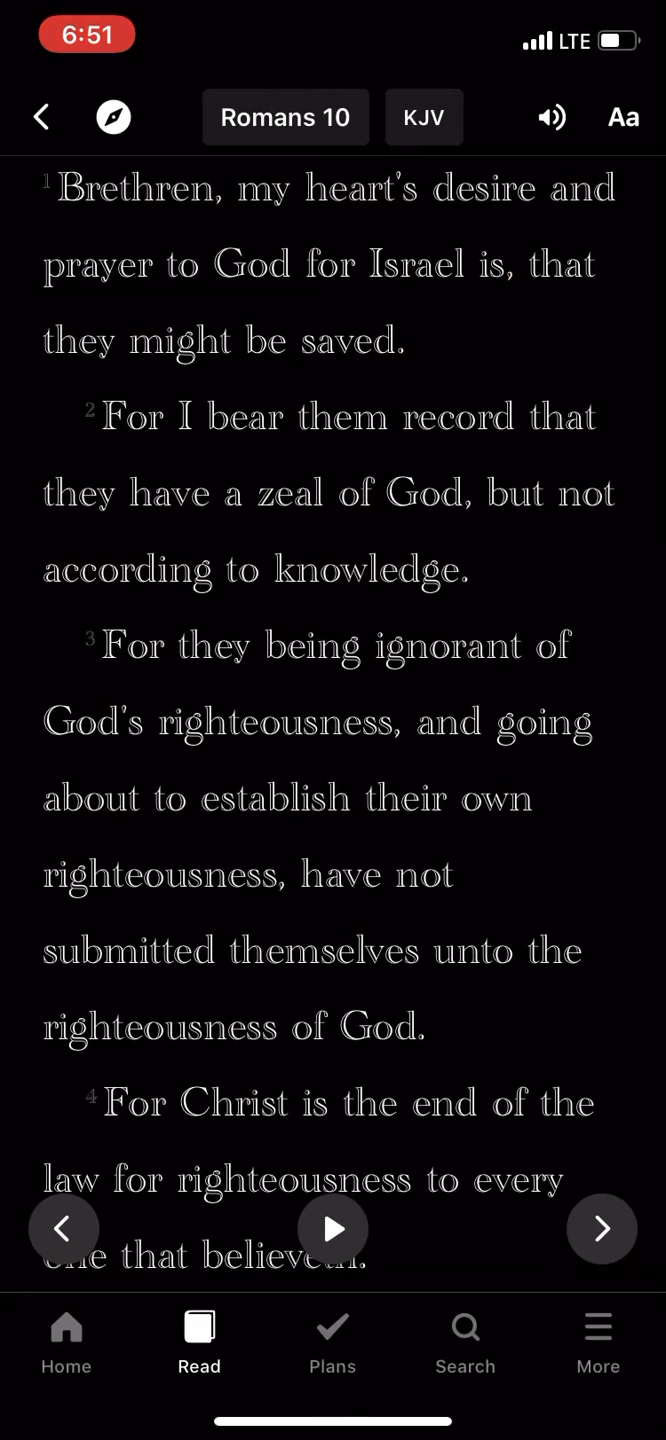 6:51
LTE
Romans 10
KJV
Aa
1 Brethren, my heart's desire and
prayer to God for Israel is, that
they might be saved.
2 For I bear them record that
they have a zeal of God, but not
according to knowledge.
3 For they being ignorant of
God's righteousness, and going
about to establish their own
righteousness, have not
submitted themselves unto the
righteousness of God.
4 For Christ is the end of the
law for righteousness to every
one that believeth.
Home
Read
Plans
Search
More